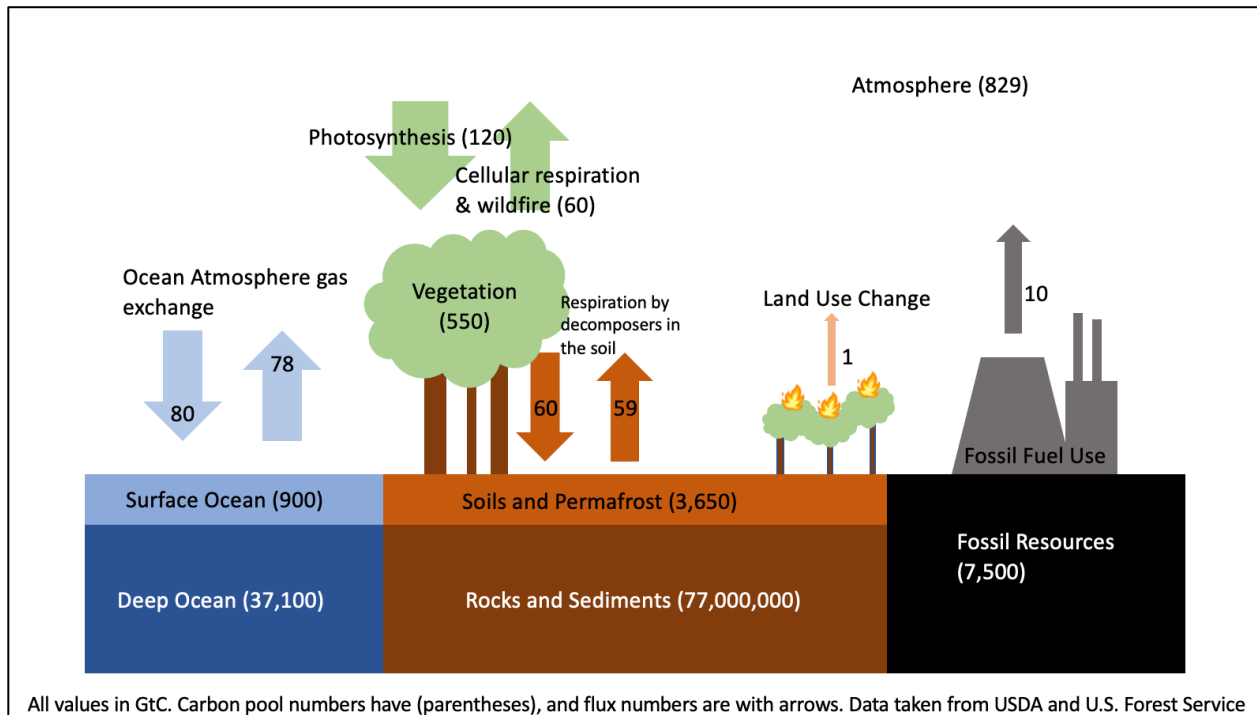 Atmosphere (829)
Photosynthesis (120)
Cellular respiration
& wildfire (60)
Ocean Atmosphere gas
exchange
80
78
Vegetation
(550)
Respiration by
decomposers in
the soil
60
59
Land Use Change
1
10
Fossil Fuel Use
Surface Ocean (900)
Soils and Permafrost (3,650)
Fossil Resources
(7,500)
Deep Ocean (37,100)
Rocks and Sediments (77,000,000)
All values in GtC. Carbon pool numbers have (parentheses), and flux numbers are with arrows. Data taken from USDA and U.S. Forest Service